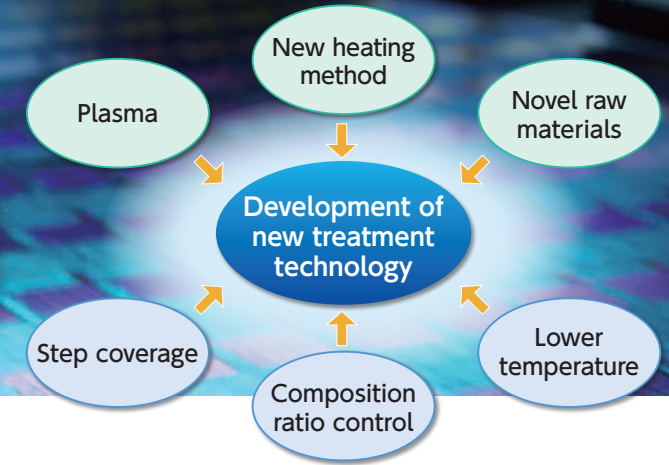 New heating
method
Plasma
Novel raw
materials
Development of
new treatment
technology
Step coverage
Lower
temperature
Composition
ratio control